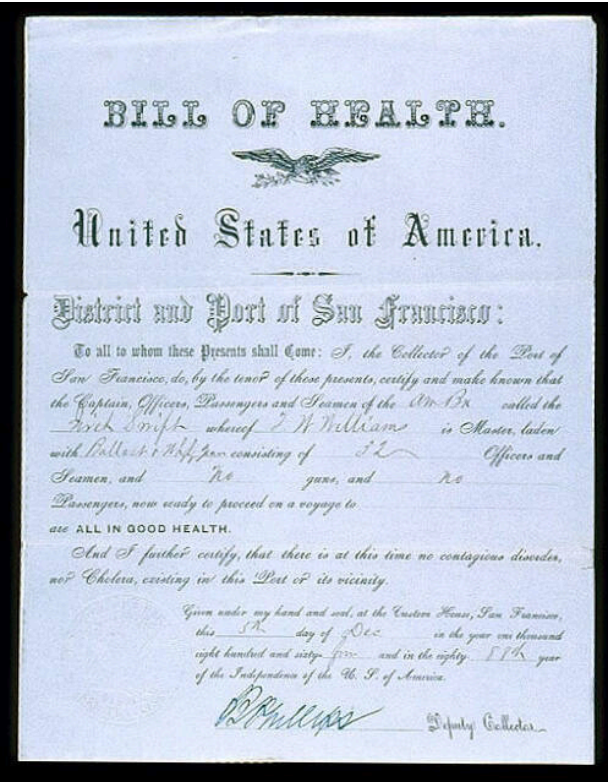 BILL OF HEALTH.
United States of America.
District and Port of San Francisco:
To all to whom these Presents shall Come: I, the Collector of the Port of
San Francisco, do, by the tenor of these presents, certify and make known that
the Captain, Officers, Passengers and Seamen of the Am Bk called the
Swift whereof Williams is Master, laden
with Ballast & consisting of 32 Officers and
Seamen, and No guns, and No
Passengers, now ready to proceed on a voyage to
are ALL IN GOOD HEALTH.
And I further certify, that there is at this time no contagious disorder,
nor Cholera, existing in this Port or its vicinity.
Given under my hand and seal, at the Custom House, San Francisco,
this 5th day of Dec in the year one thousand
eight hundred and sixty- and in the eighty year
of the Independence of the U. S. of America.
Phillips Deputy Collector